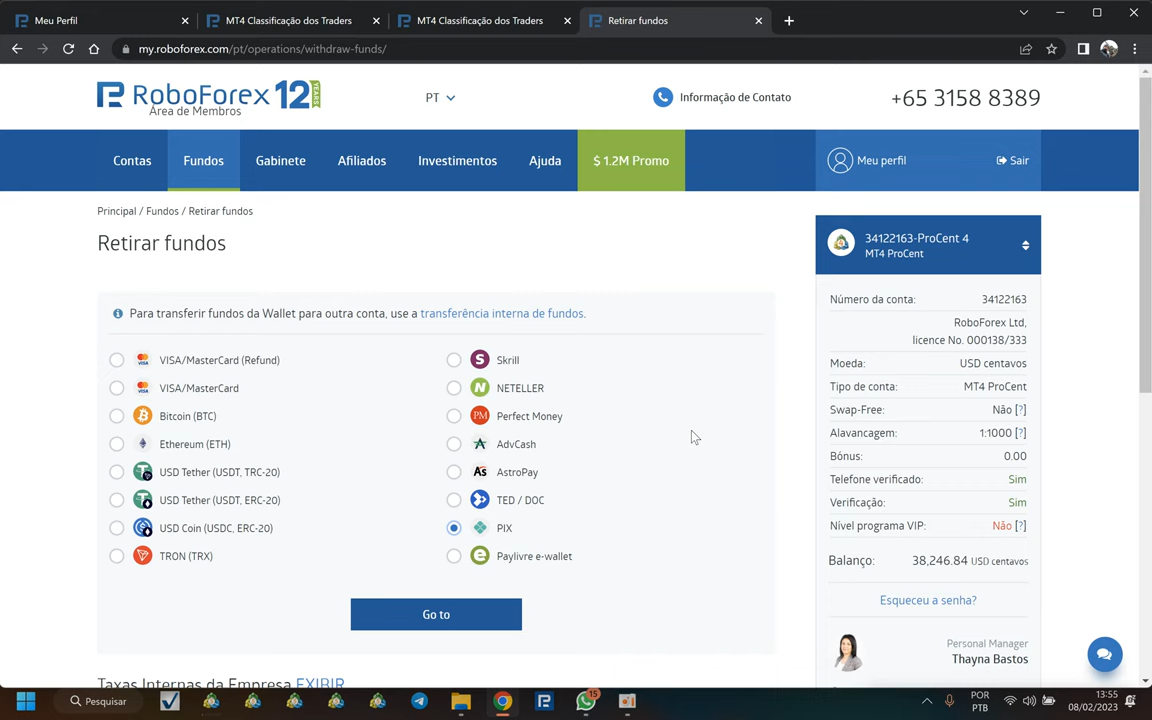 Meu Perfil
MT4 Classificação dos Traders
MT4 Classificação dos Traders
Retirar fundos
my.roboforex.com/pt/operations/withdraw-funds/
RoboForex 12 YEARS
Área de Membros
PT
Informação de Contato
+65 3158 8389
Contas
Fundos
Gabinete
Afiliados
Investimentos
Ajuda
$ 1.2M Promo
Meu perfil
Sair
Principal / Fundos / Retirar fundos
Retirar fundos
Para transferir fundos da Wallet para outra conta, use a transferência interna de fundos.
VISA/MasterCard (Refund)
VISA/MasterCard
Bitcoin (BTC)
Ethereum (ETH)
USD Tether (USDT, TRC-20)
USD Tether (USDT, ERC-20)
USD Coin (USDC, ERC-20)
TRON (TRX)
Skrill
NETELLER
Perfect Money
AdvCash
AstroPay
TED / DOC
PIX
Paylivre e-wallet
Go to
Taxas Internas da Empresa EXIBIR
34122163-ProCent 4
MT4 ProCent
Número da conta: 34122163
RoboForex Ltd,
licence No. 000138/333
Moeda: USD centavos
Tipo de conta: MT4 ProCent
Swap-Free: Não [?]
Alavancagem: 1:1000 [?]
Bónus: 0.00
Telefone verificado: Sim
Verificação: Sim
Nível programa VIP: Não [?]
Balanço: 38,246.84 USD centavos
Esqueceu a senha?
Personal Manager
Thayna Bastos
Pesquisar
15
POR
PTB
13:55
08/02/2023